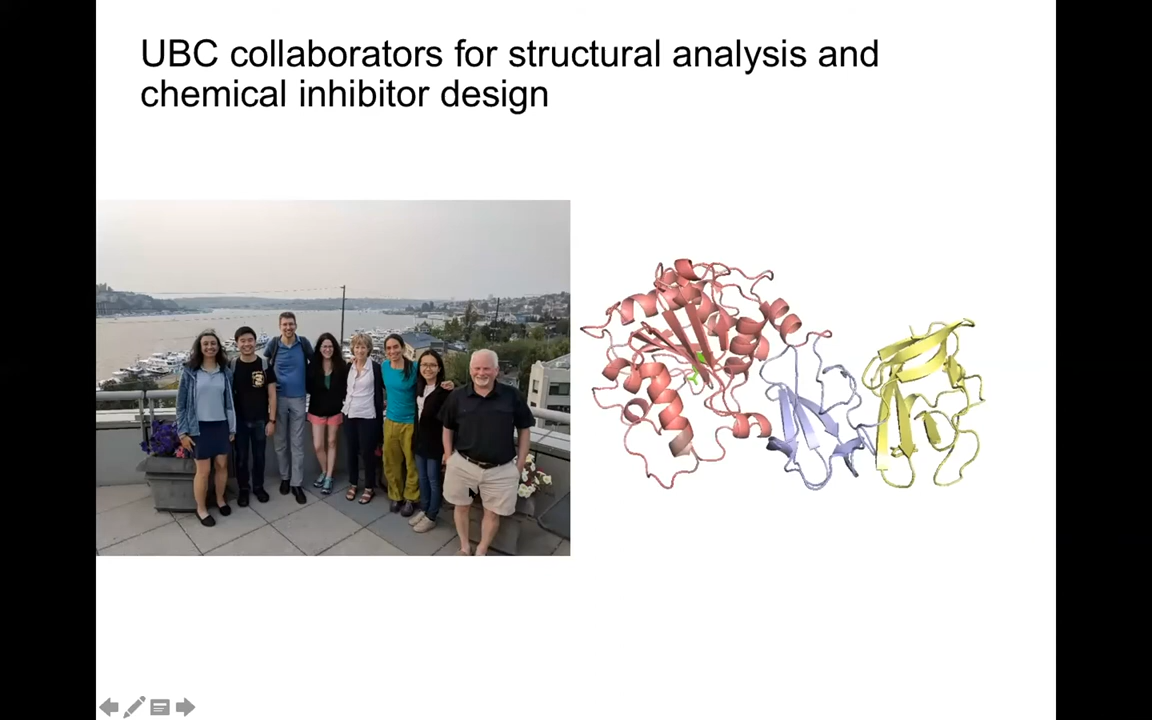 UBC collaborators for structural analysis and
chemical inhibitor design